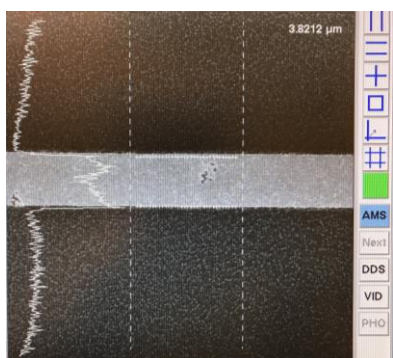 3.8212 µm
AMS
Next
DDS
VID
PHO